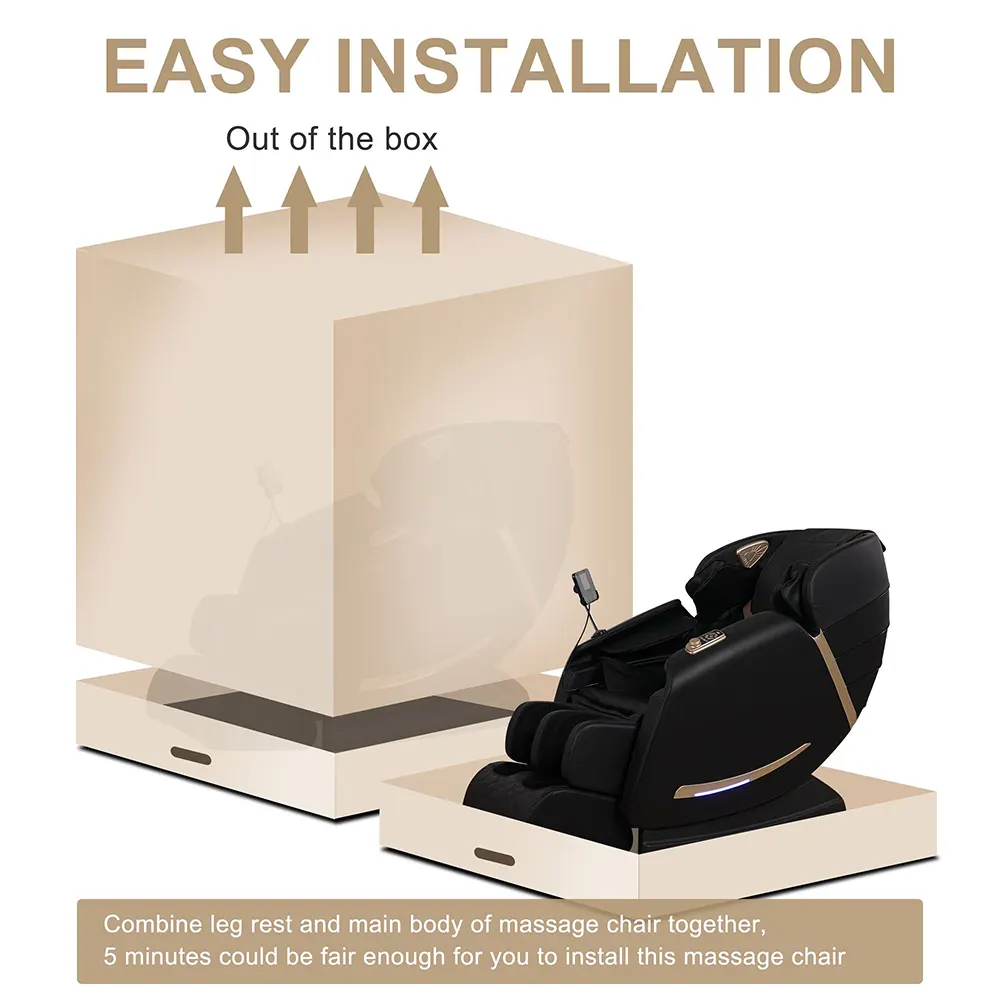 EASY INSTALLATION
Out of the box
Combine leg rest and main body of massage chair together,
5 minutes could be fair enough for you to install this massage chair